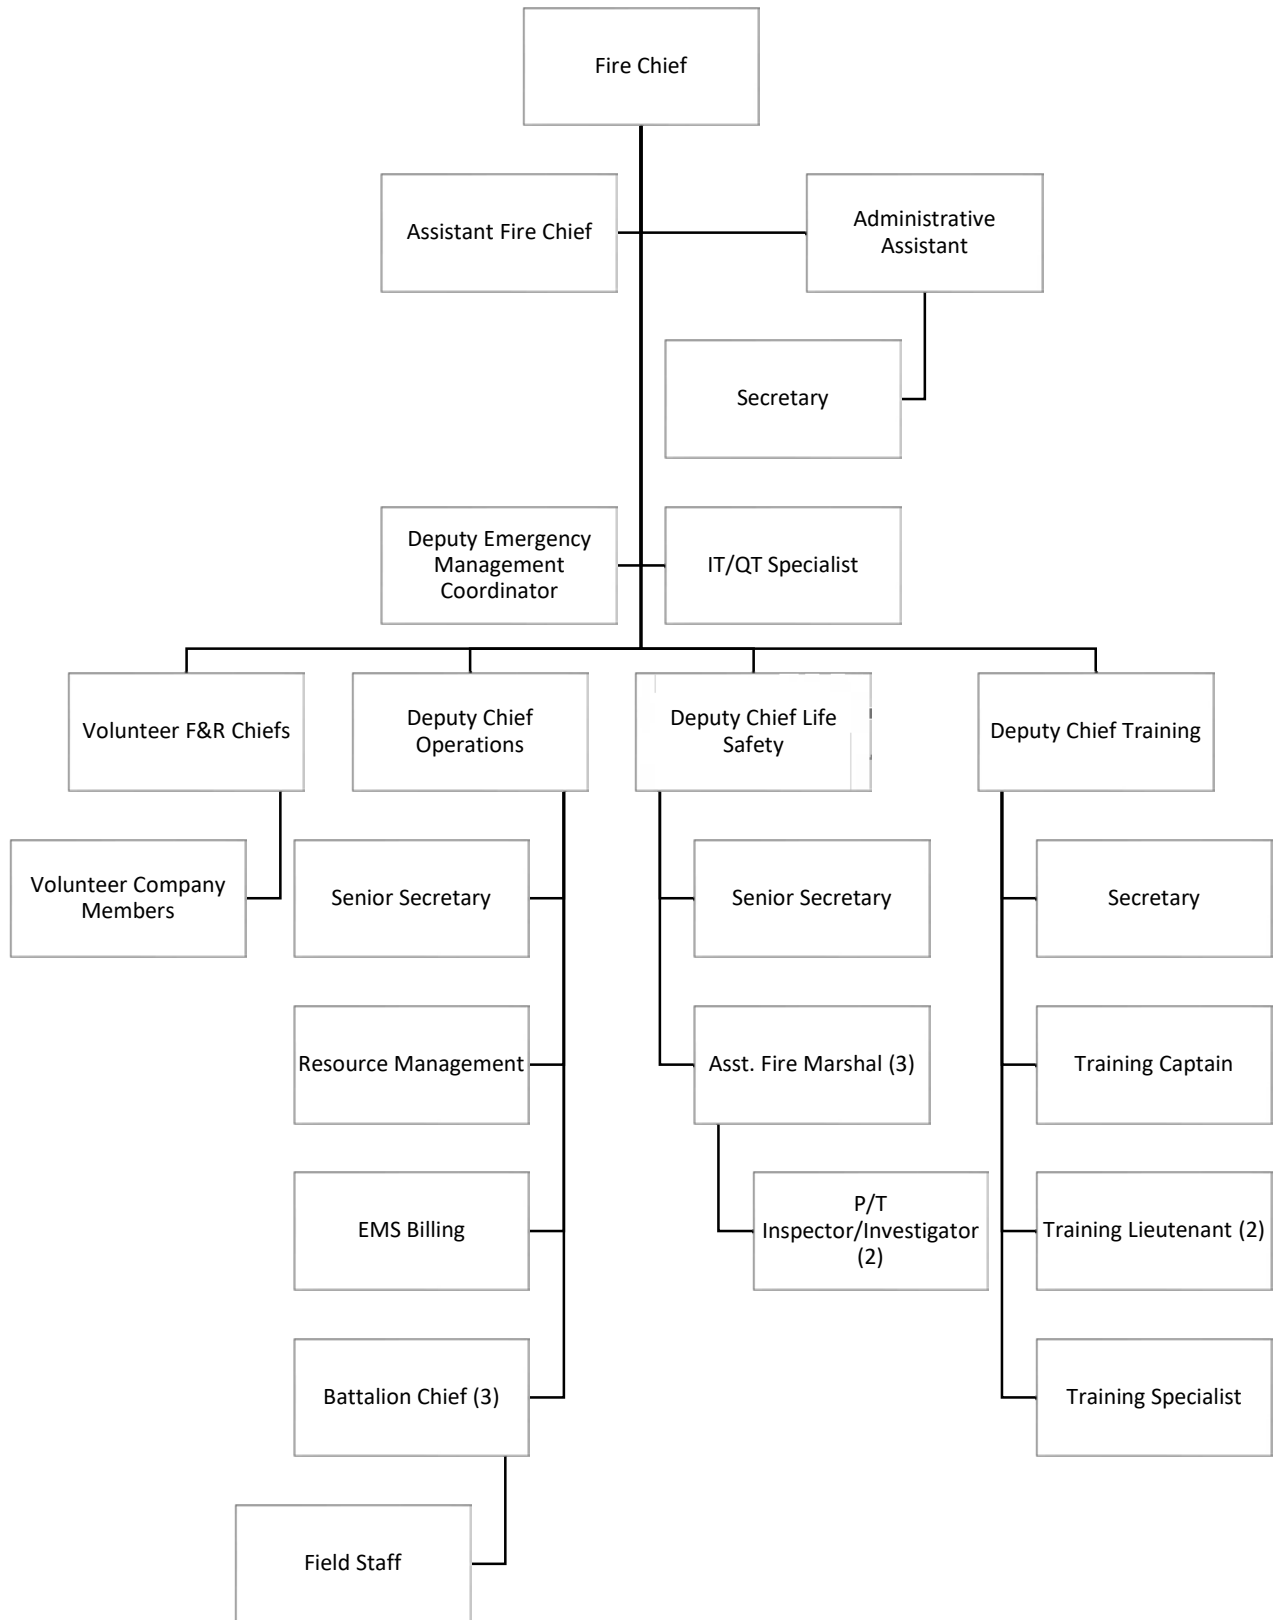 Fire Chief
Assistant Fire Chief
Administrative
Assistant
Secretary
Deputy Emergency
Management
Coordinator
IT/QT Specialist
Volunteer F&R Chiefs
Deputy Chief
Operations
Deputy Chief Life
Safety
Deputy Chief Training
Volunteer Company
Members
Senior Secretary
Senior Secretary
Secretary
Resource Management
Asst. Fire Marshal (3)
Training Captain
EMS Billing
P/T
Inspector/Investigator
(2)
Training Lieutenant (2)
Battalion Chief (3)
Training Specialist
Field Staff